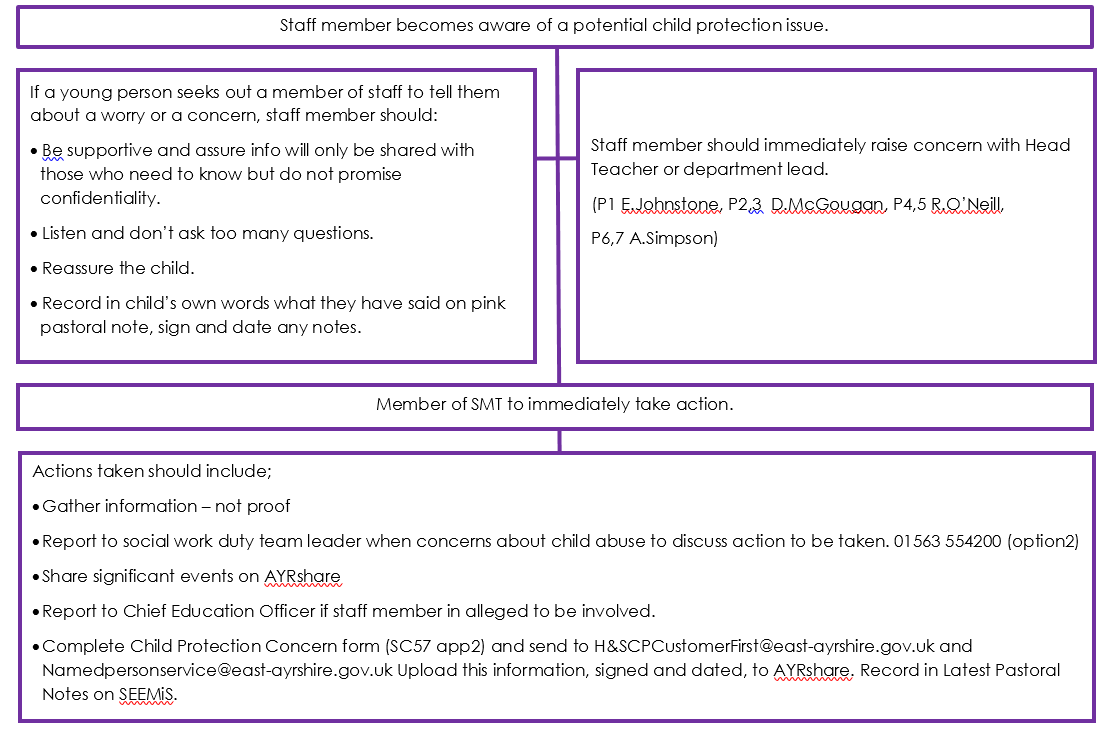 Staff member becomes aware of a potential child protection issue.
If a young person seeks out a member of staff to tell them
about a worry or a concern, staff member should:
• Be supportive and assure info will only be shared with
those who need to know but do not promise
confidentiality.
• Listen and don't ask too many questions.
• Reassure the child.
• Record in child's own words what they have said on pink
pastoral note, sign and date any notes.
Staff member should immediately raise concern with Head
Teacher or department lead.
(P1 E.Johnstone, P2,3 D.McGougan, P4,5 R.O'Neill,
P6,7 A.Simpson)
Member of SMT to immediately take action.
Actions taken should include;
• Gather information – not proof
• Report to social work duty team leader when concerns about child abuse to discuss action to be taken. 01563 554200 (option2)
• Share significant events on AYRshare
• Report to Chief Education Officer if staff member in alleged to be involved.
• Complete Child Protection Concern form (SC57 app2) and send to H&SCPCustomerFirst@east-ayrshire.gov.uk and
Namedpersonservice@east-ayrshire.gov.uk Upload this information, signed and dated, to AYRshare. Record in Latest Pastoral
Notes on SEEMiS.